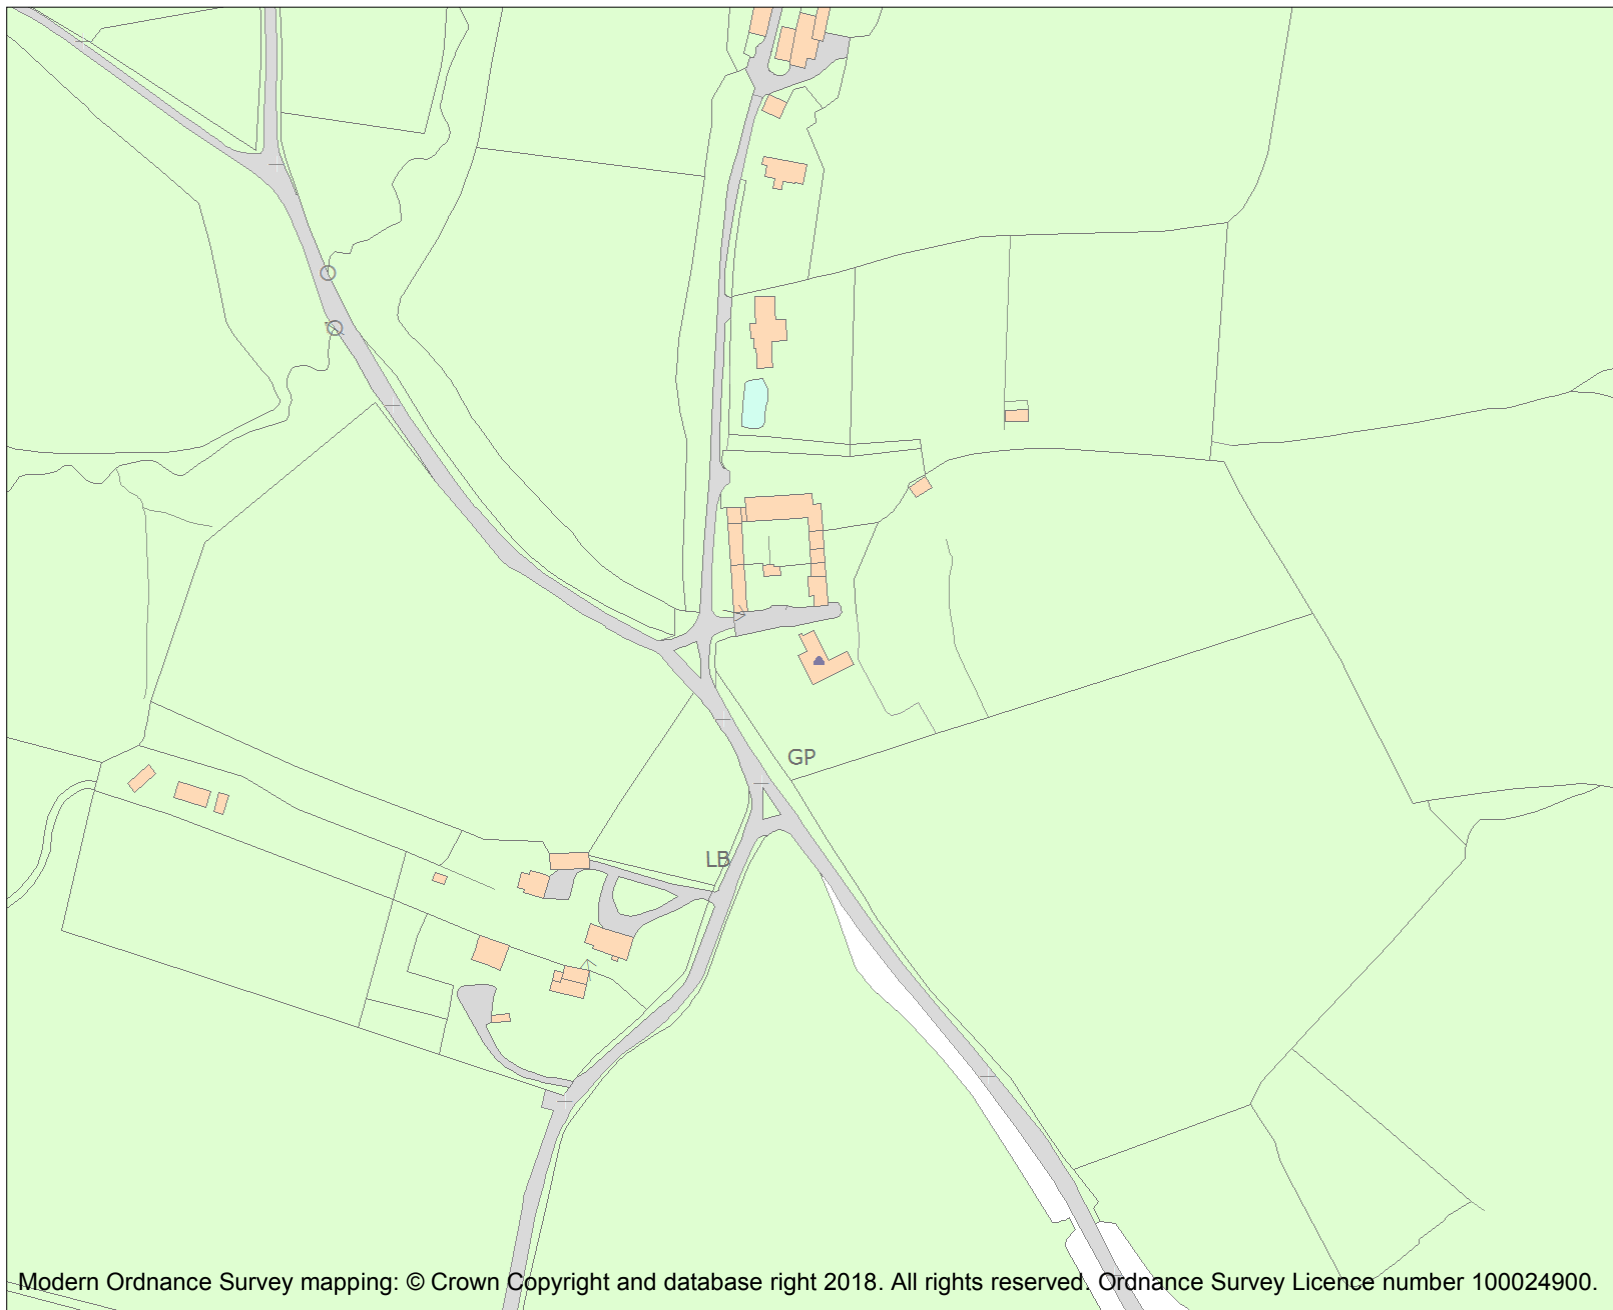 GP
LB
Modern Ordnance Survey mapping: © Crown Copyright and database right 2018. All rights reserved. Ordnance Survey Licence number 100024900.